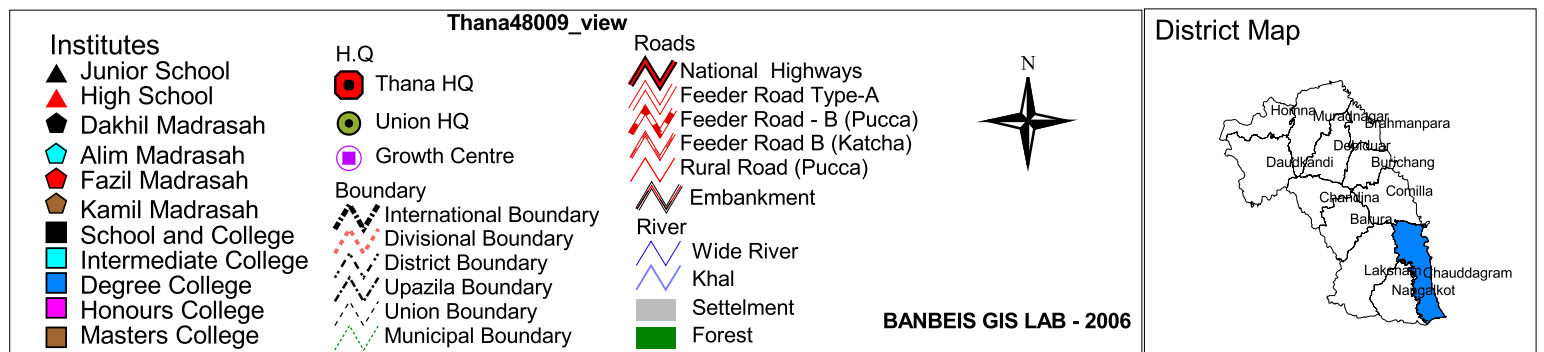 Thana48009_view
Institutes
Junior School
High School
Dakhil Madrasah
Alim Madrasah
Fazil Madrasah
Kamil Madrasah
School and College
Intermediate College
Degree College
Honours College
Masters College
H.Q
Thana HQ
Union HQ
Growth Centre
Boundary
International Boundary
Divisional Boundary
District Boundary
Upazila Boundary
Union Boundary
Municipal Boundary
Roads
National Highways
Feeder Road Type-A
Feeder Road - B (Pucca)
Feeder Road B (Katcha)
Rural Road (Pucca)
Embankment
River
Wide River
Khal
Settelment
Forest
N
BANBEIS GIS LAB - 2006
District Map
Homna
Muradnagar
Brahmanpara
Debiduar
Daudkandi
Burichang
Comilla
Chandina
Barura
Laksham
Chauddagram
Nangalkot